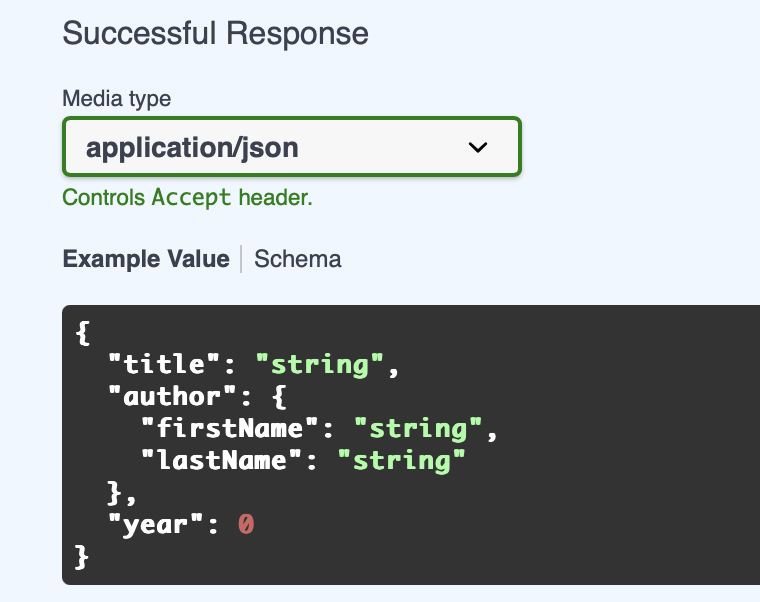 Successful Response
Media type
application/json
Controls Accept header.
Example Value | Schema
{
  "title": "string",
  "author": {
    "firstName": "string",
    "lastName": "string"
  },
  "year": 0
}